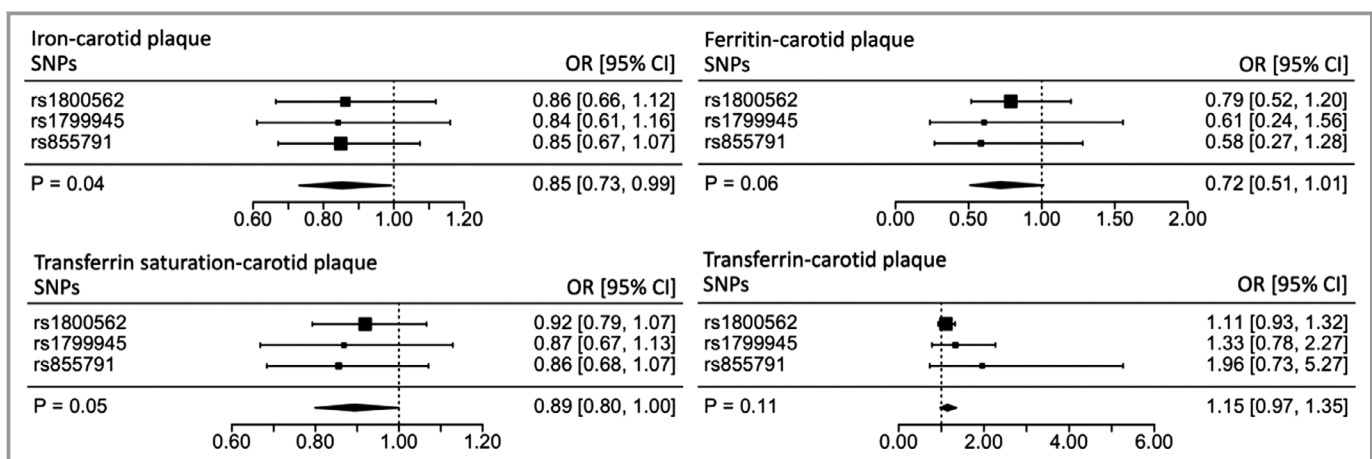 Iron-carotid plaque
SNPs OR [95% CI]
rs1800562 0.86 [0.66, 1.12]
rs1799945 0.84 [0.61, 1.16]
rs855791 0.85 [0.67, 1.07]
P = 0.04 0.85 [0.73, 0.99]
0.60 0.80 1.00 1.20
Ferritin-carotid plaque
SNPs OR [95% CI]
rs1800562 0.79 [0.52, 1.20]
rs1799945 0.61 [0.24, 1.56]
rs855791 0.58 [0.27, 1.28]
P = 0.06 0.72 [0.51, 1.01]
0.00 0.50 1.00 1.50 2.00
Transferrin saturation-carotid plaque
SNPs OR [95% CI]
rs1800562 0.92 [0.79, 1.07]
rs1799945 0.87 [0.67, 1.13]
rs855791 0.86 [0.68, 1.07]
P = 0.05 0.89 [0.80, 1.00]
0.60 0.80 1.00 1.20
Transferrin-carotid plaque
SNPs OR [95% CI]
rs1800562 1.11 [0.93, 1.32]
rs1799945 1.33 [0.78, 2.27]
rs855791 1.96 [0.73, 5.27]
P = 0.11 1.15 [0.97, 1.35]
0.00 2.00 4.00 6.00